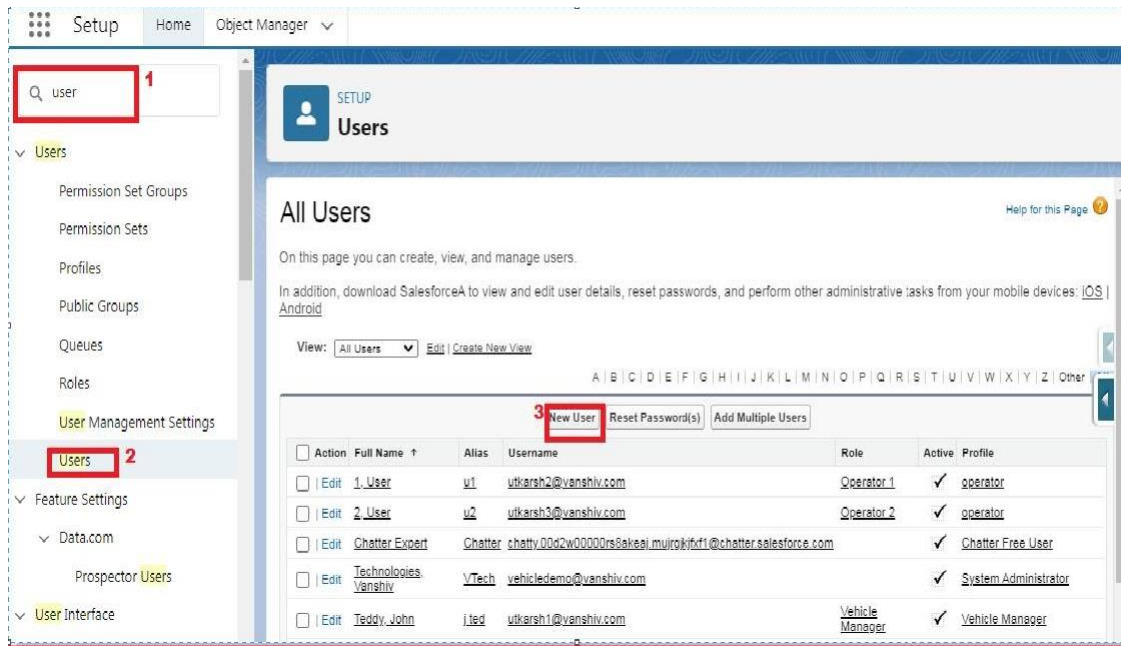 Setup Home Object Manager
1
user
Users
Permission Set Groups
Permission Sets
Profiles
Public Groups
Queues
Roles
User Management Settings
Users 2
Feature Settings
Data.com
Prospector Users
User Interface
SETUP
Users
All Users
Help for this Page ?
On this page you can create, view, and manage users.
In addition, download SalesforceA to view and edit user details, reset passwords, and perform other administrative tasks from your mobile devices: iOS |
Android
View: All Users Edit | Create New View
A | B | C | D | E | F | G | H | I | J | K | L | M | N | O | P | Q | R | S | T | U | V | W | X | Y | Z | Other
3 New User Reset Password(s) Add Multiple Users
Action Full Name ↑ Alias Username Role Active Profile
| Edit 1, User u1 utkarsh2@vanshiv.com Operator 1 ✓ operator
| Edit 2, User u2 utkarsh3@vanshiv.com Operator 2 ✓ operator
| Edit Chatter Expert Chatter ✓ Chatter Free User
| Edit Technologies, Vanshiv VTech vehicledemo@vanshiv.com ✓ System Administrator
| Edit Teddy, John j.ted utkarsh1@vanshiv.com Vehicle Manager ✓ Vehicle Manager